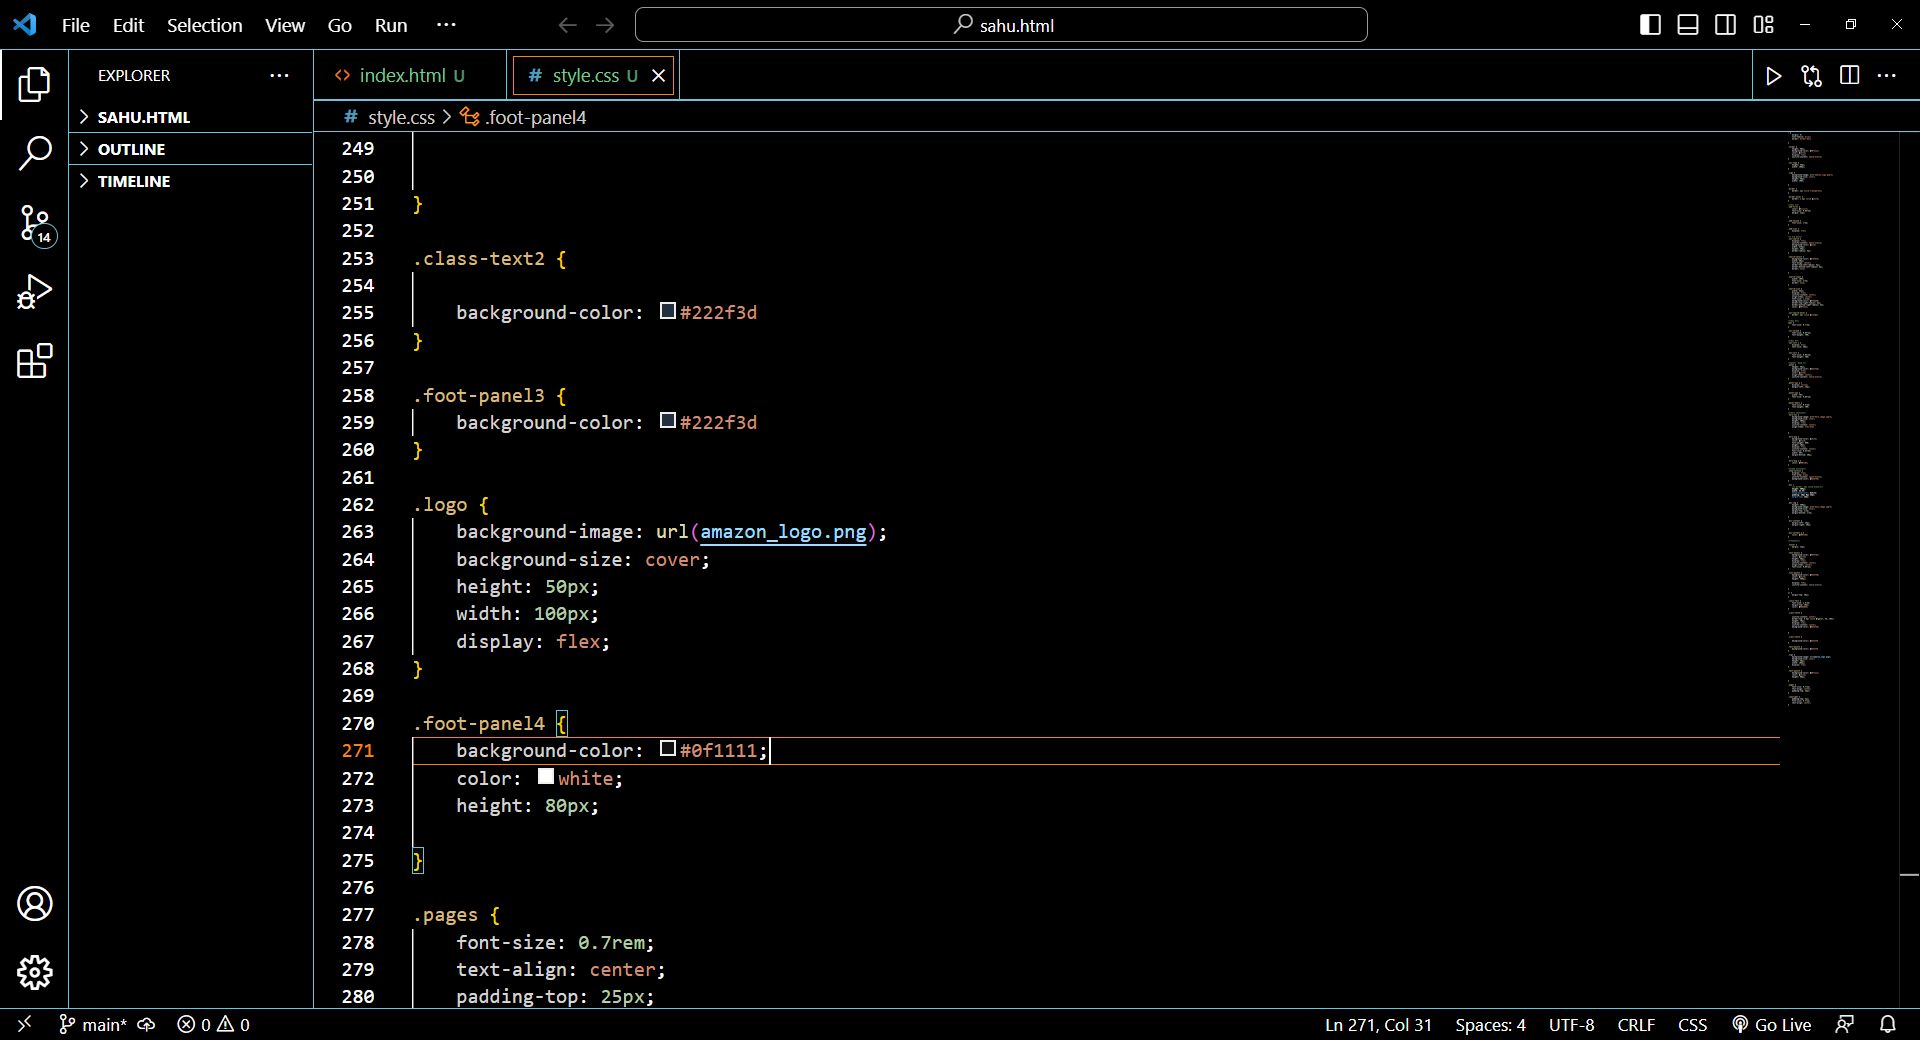 File Edit Selection View Go Run ···
sahu.html
EXPLORER ···
SAHU.HTML
OUTLINE
TIMELINE
14
<> index.html U
# style.css U
# style.css > .foot-panel4
249
250
251 }
252
253 .class-text2 {
254
255 background-color: #222f3d
256 }
257
258 .foot-panel3 {
259 background-color: #222f3d
260 }
261
262 .logo {
263 background-image: url(amazon_logo.png);
264 background-size: cover;
265 height: 50px;
266 width: 100px;
267 display: flex;
268 }
269
270 .foot-panel4 {
271 background-color: #0f1111;
272 color: white;
273 height: 80px;
274
275 }
276
277 .pages {
278 font-size: 0.7rem;
279 text-align: center;
280 padding-top: 25px;
main* 0 0 Ln 271, Col 31 Spaces: 4 UTF-8 CRLF CSS Go Live